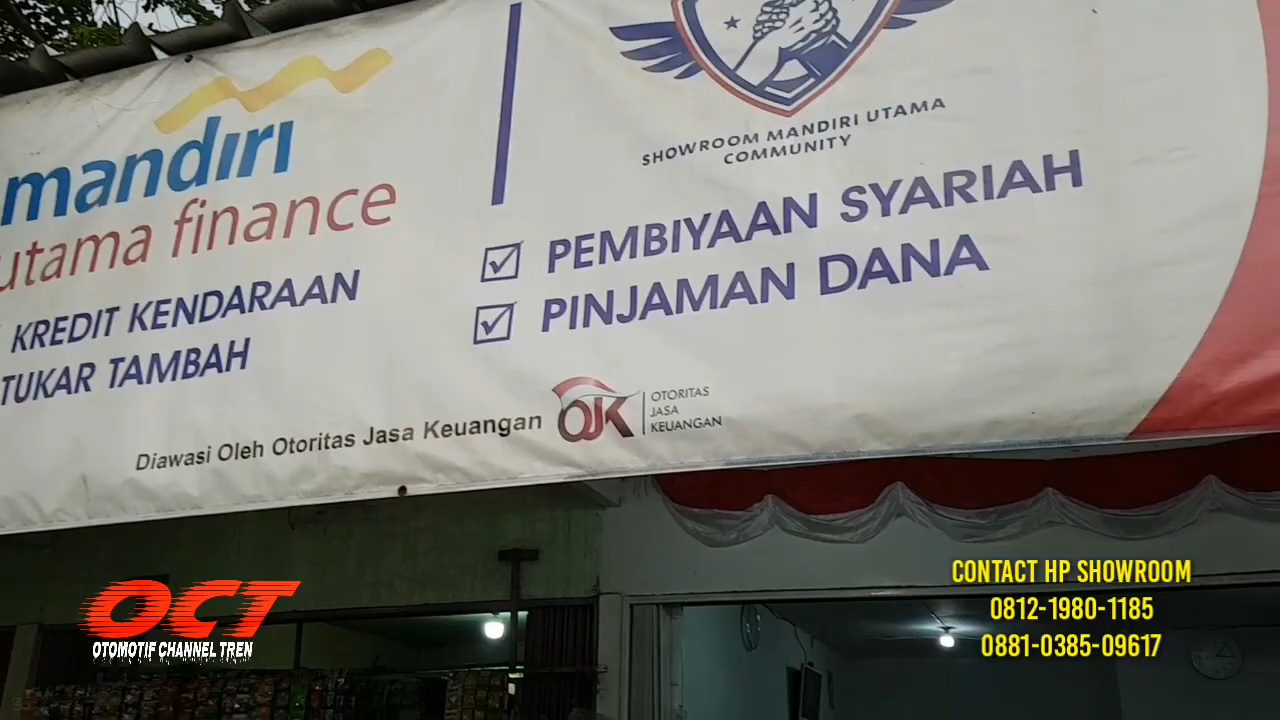 mandiri
utama finance
KREDIT KENDARAAN
TUKAR TAMBAH
SHOWROOM MANDIRI UTAMA
COMMUNITY
PEMBIYAAN SYARIAH
PINJAMAN DANA
Diawasi Oleh Otoritas Jasa Keuangan
OJK
OTORITAS
JASA
KEUANGAN
OCT
OTOMOTIF CHANNEL TREN
CONTACT HP SHOWROOM
0812-1980-1185
0881-0385-09617